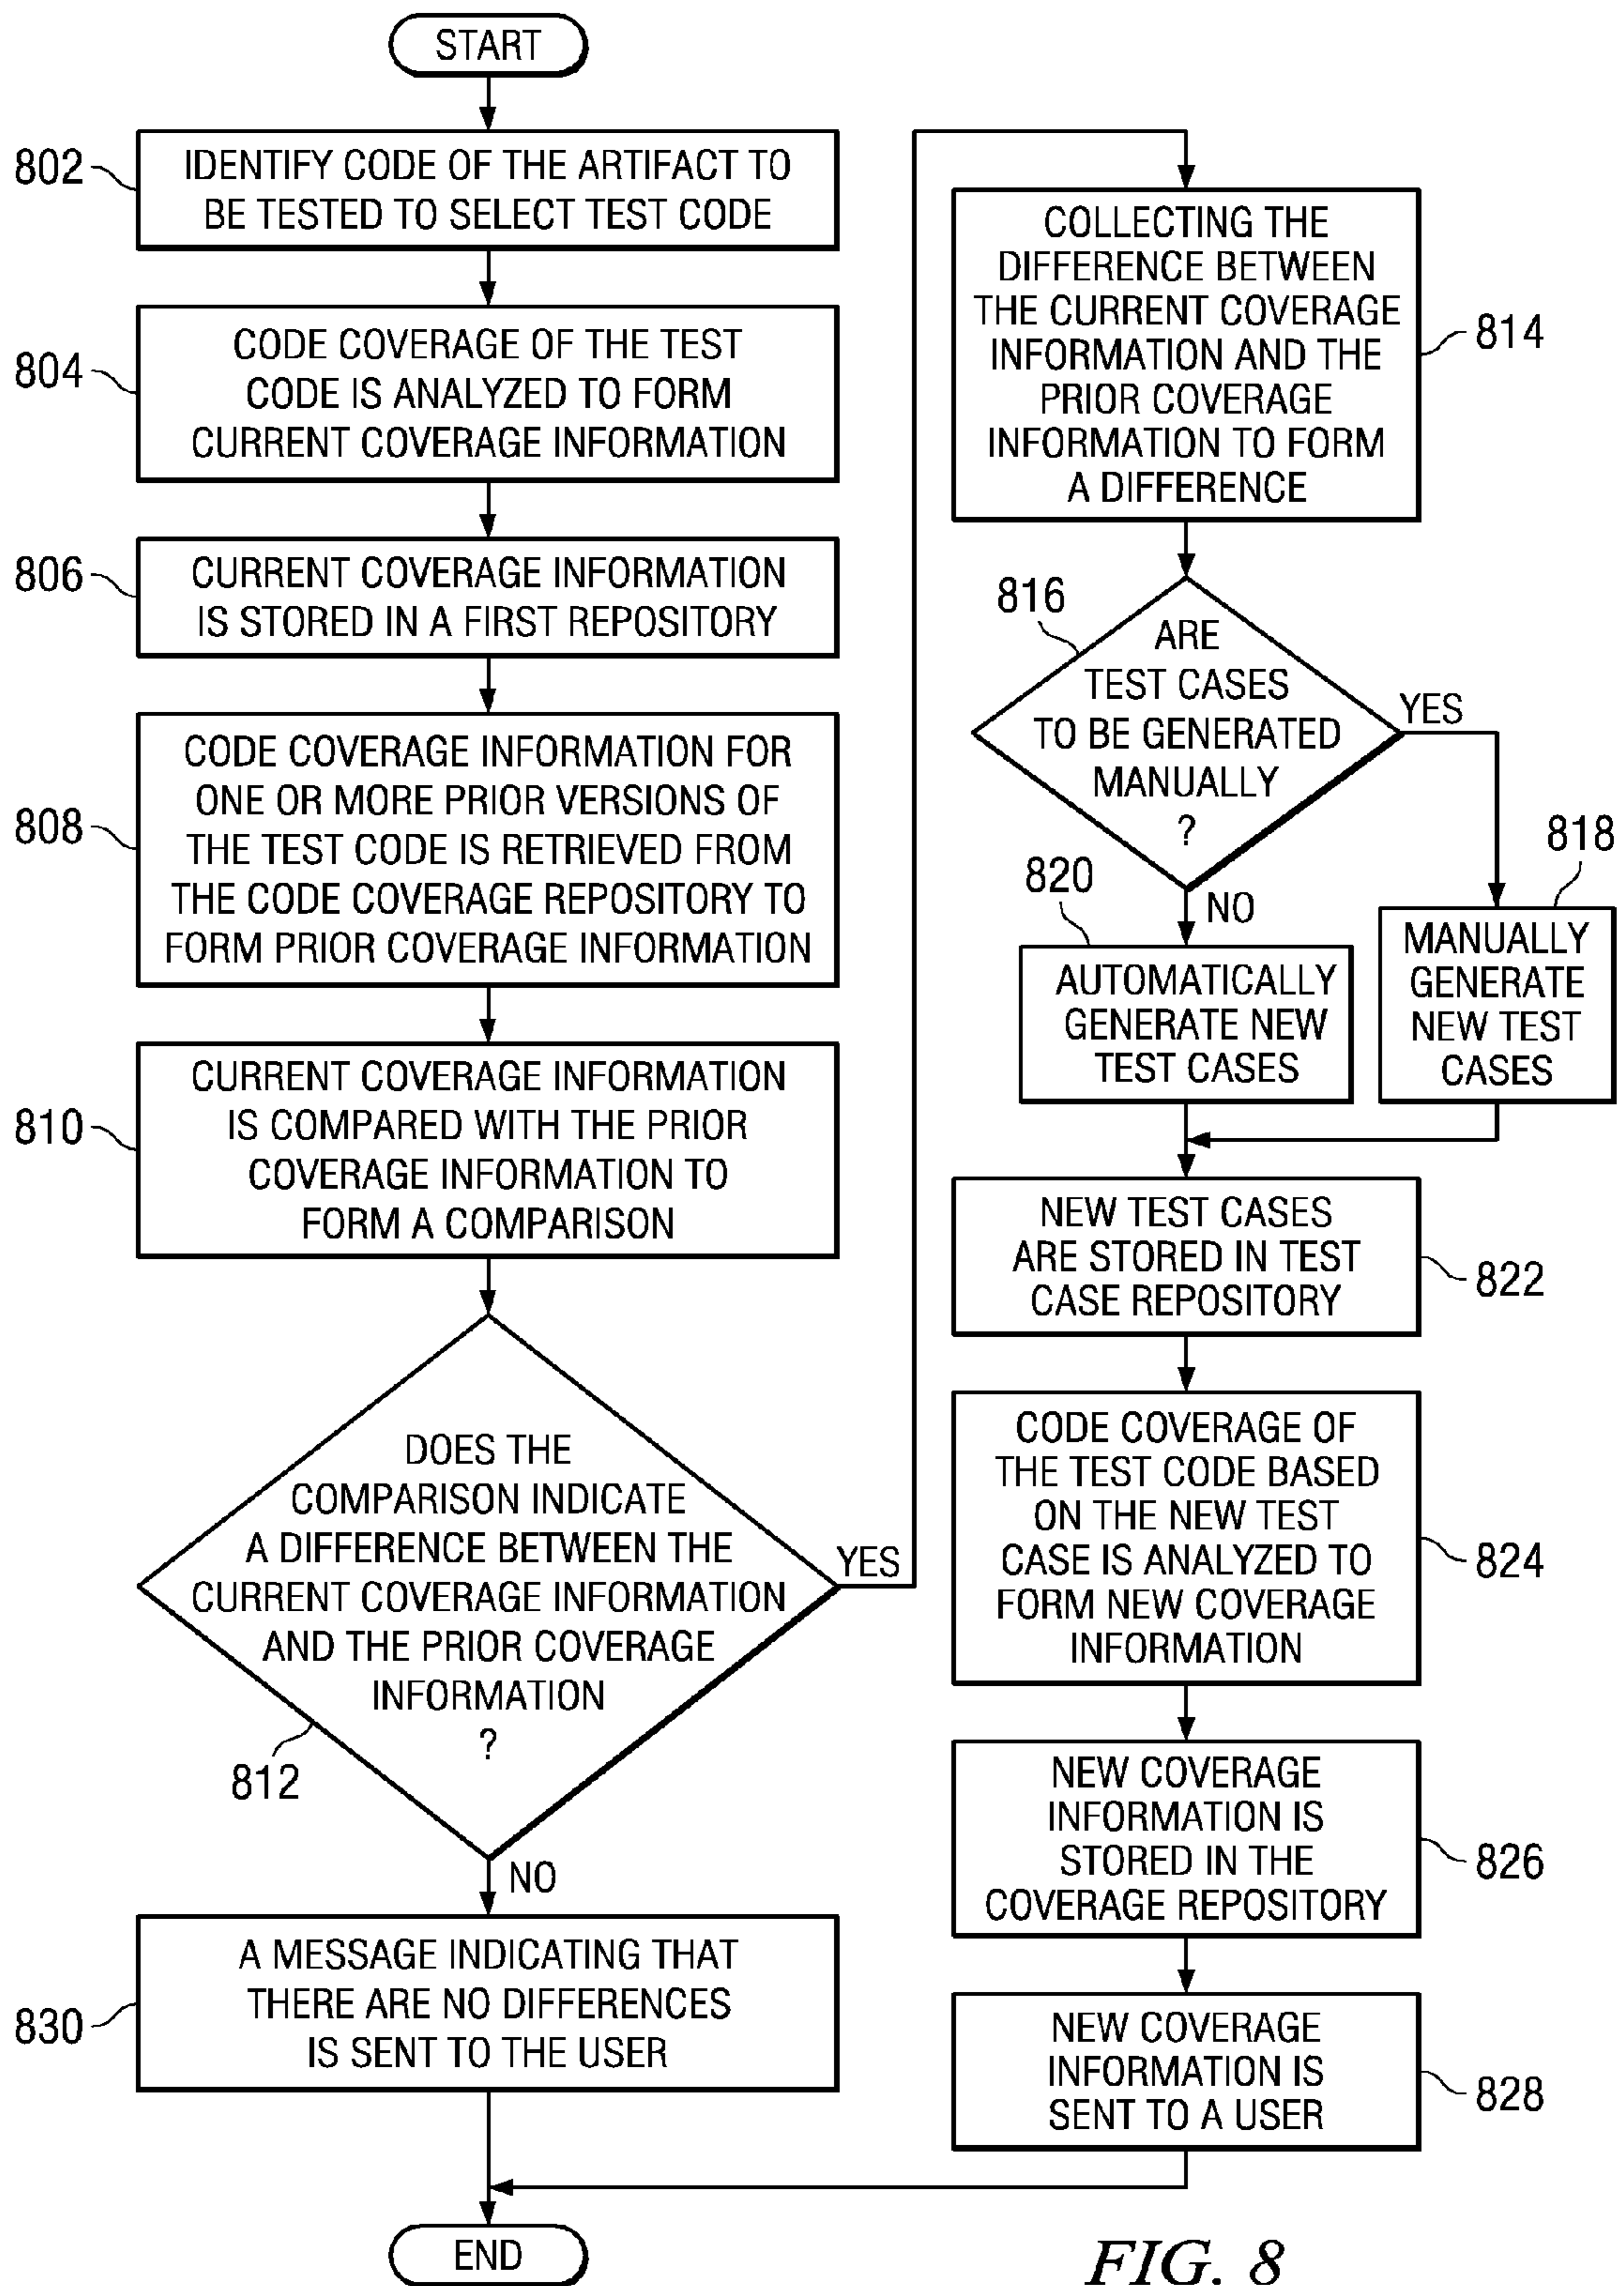 START
802
IDENTIFY CODE OF THE ARTIFACT TO
BE TESTED TO SELECT TEST CODE
804
CODE COVERAGE OF THE TEST
CODE IS ANALYZED TO FORM
CURRENT COVERAGE INFORMATION
806
CURRENT COVERAGE INFORMATION
IS STORED IN A FIRST REPOSITORY
808
CODE COVERAGE INFORMATION FOR
ONE OR MORE PRIOR VERSIONS OF
THE TEST CODE IS RETRIEVED FROM
THE CODE COVERAGE REPOSITORY TO
FORM PRIOR COVERAGE INFORMATION
810
CURRENT COVERAGE INFORMATION
IS COMPARED WITH THE PRIOR
COVERAGE INFORMATION TO
FORM A COMPARISON
DOES THE
COMPARISON INDICATE
A DIFFERENCE BETWEEN THE
CURRENT COVERAGE INFORMATION
AND THE PRIOR COVERAGE
INFORMATION
?
812
YES
NO
830
A MESSAGE INDICATING THAT
THERE ARE NO DIFFERENCES
IS SENT TO THE USER
END
COLLECTING THE
DIFFERENCE BETWEEN
THE CURRENT COVERAGE
INFORMATION AND THE
PRIOR COVERAGE
INFORMATION TO FORM
A DIFFERENCE
814
816
ARE
TEST CASES
TO BE GENERATED
MANUALLY
?
YES
NO
818
MANUALLY
GENERATE
NEW TEST
CASES
820
AUTOMATICALLY
GENERATE NEW
TEST CASES
NEW TEST CASES
ARE STORED IN TEST
CASE REPOSITORY
822
CODE COVERAGE OF
THE TEST CODE BASED
ON THE NEW TEST
CASE IS ANALYZED TO
FORM NEW COVERAGE
INFORMATION
824
NEW COVERAGE
INFORMATION IS
STORED IN THE
COVERAGE REPOSITORY
826
NEW COVERAGE
INFORMATION IS
SENT TO A USER
828
FIG. 8